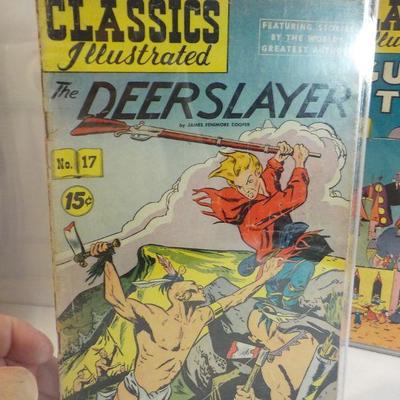 CLASSICS
Illustrated
FEATURING STORIES
BY THE WORLD'S
GREATEST AUTHORS
The DEERSLAYER
by JAMES FENIMORE COOPER
No. 17
15¢